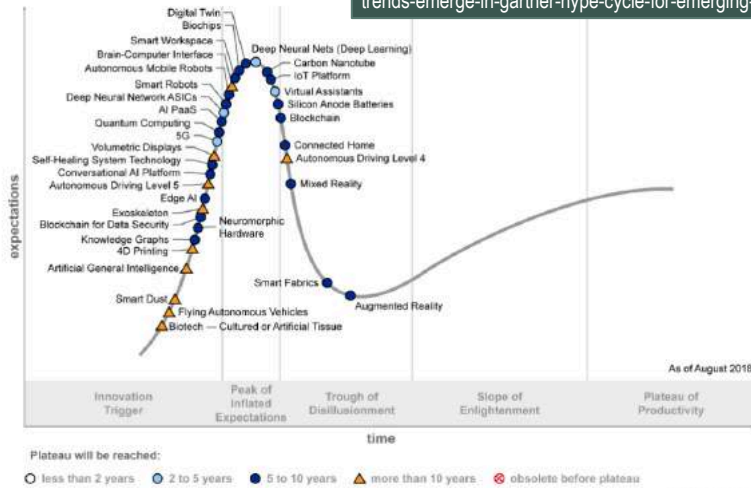 trends-emerge-in-gartner-hype-cycle-for-emerging-
Digital Twin
Biochips
Smart Workspace
Brain-Computer Interface
Autonomous Mobile Robots
Smart Robots
Deep Neural Network ASICs
AI PaaS
Quantum Computing
5G
Volumetric Displays
Self-Healing System Technology
Conversational AI Platform
Autonomous Driving Level 5
Edge AI
Exoskeleton
Blockchain for Data Security
Neuromorphic
Hardware
Knowledge Graphs
4D Printing
Artificial General Intelligence
Smart Dust
Flying Autonomous Vehicles
Biotech — Cultured or Artificial Tissue
Deep Neural Nets (Deep Learning)
Carbon Nanotube
IoT Platform
Virtual Assistants
Silicon Anode Batteries
Blockchain
Connected Home
Autonomous Driving Level 4
Mixed Reality
Smart Fabrics
Augmented Reality
expectations
As of August 2018
Innovation
Trigger
Peak of
Inflated
Expectations
Trough of
Disillusionment
Slope of
Enlightenment
Plateau of
Productivity
time
Plateau will be reached:
less than 2 years
2 to 5 years
5 to 10 years
more than 10 years
obsolete before plateau